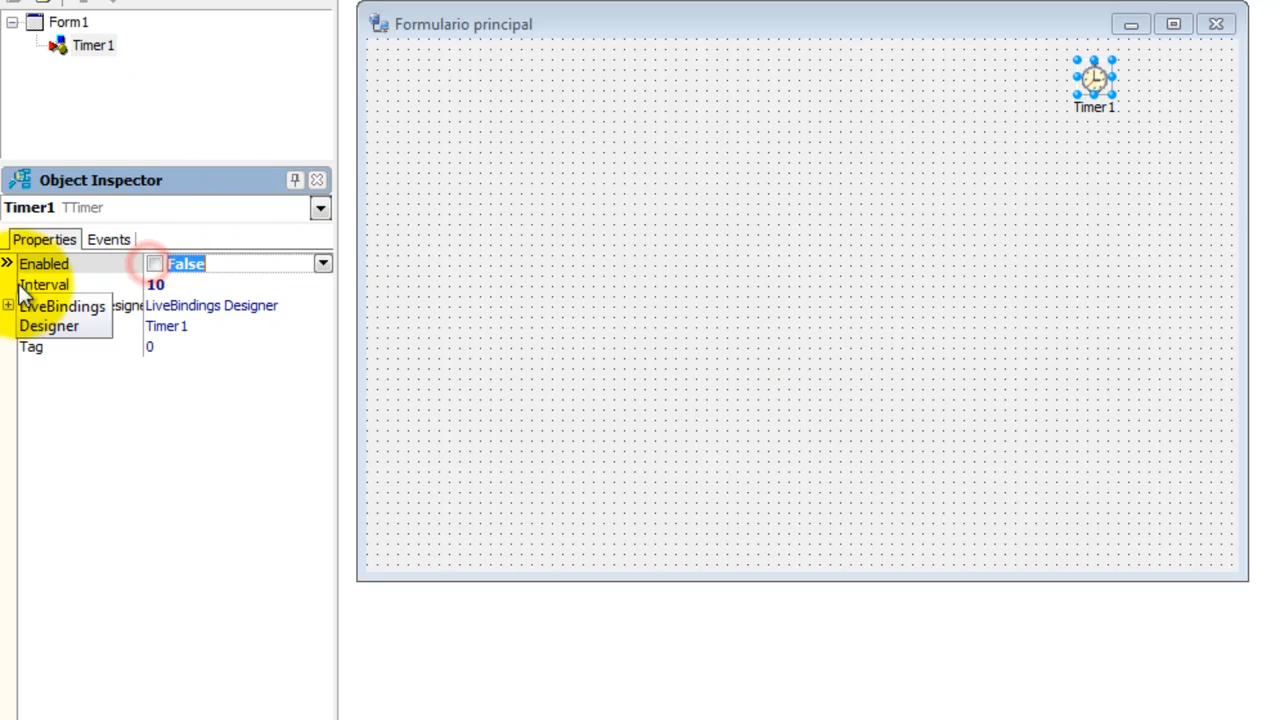 Form1
Timer1
Object Inspector
Timer1 TTimer
Properties Events
Enabled False
Interval 10
LiveBindings Designer
LiveBindings Designer
Timer1
Tag 0
Formulario principal
Timer1